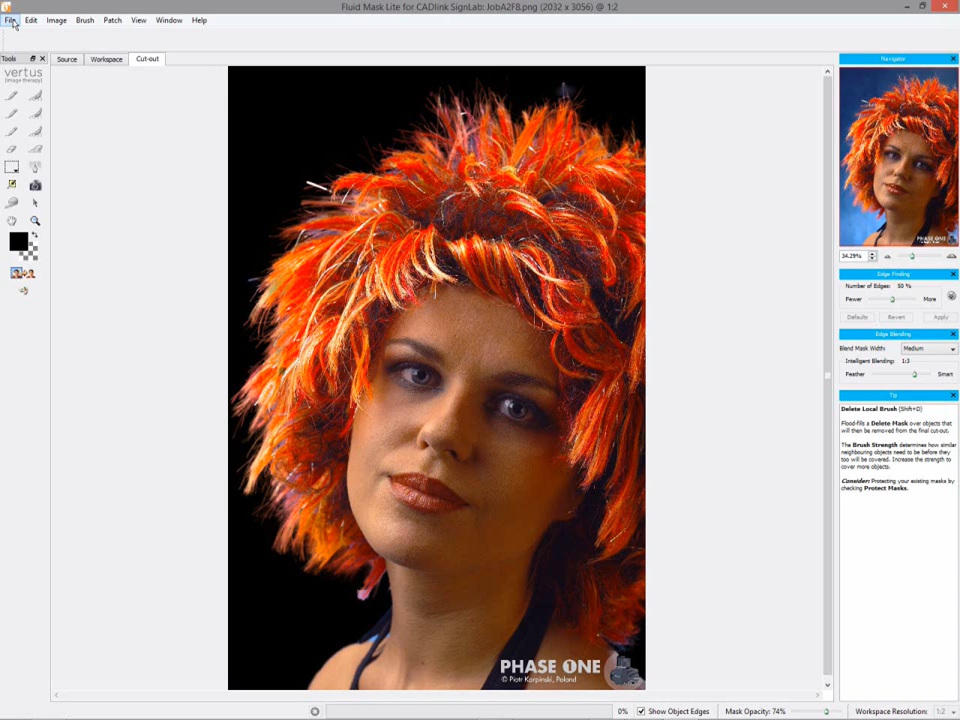 Fluid Mask Lite for CADlink SignLab: JobA2F8.png (2032 x 3056) @ 1:2
File Edit Image Brush Patch View Window Help
Tools
Source Workspace Cut-out
Navigator
vertus
[image therapy]
PHASE ONE
34.29%
Edge Finding
Number of Edges: 50 %
Fewer More
Defaults Revert Apply
Edge Blending
Blend Mask Width: Medium
Intelligent Blending: 1:3
Feather Smart
Tip
Delete Local Brush (Shift+D)
Flood-fills a Delete Mask over objects that
will then be removed from the final cut-out.
The Brush Strength determines how similar
neighbouring objects need to be before they
too will be covered. Increase the strength to
cover more objects.
Consider: Protecting your existing masks by
checking Protect Masks.
PHASE ONE
© Piotr Karpinski, Poland
0% Show Object Edges Mask Opacity: 74% Workspace Resolution: 1:2